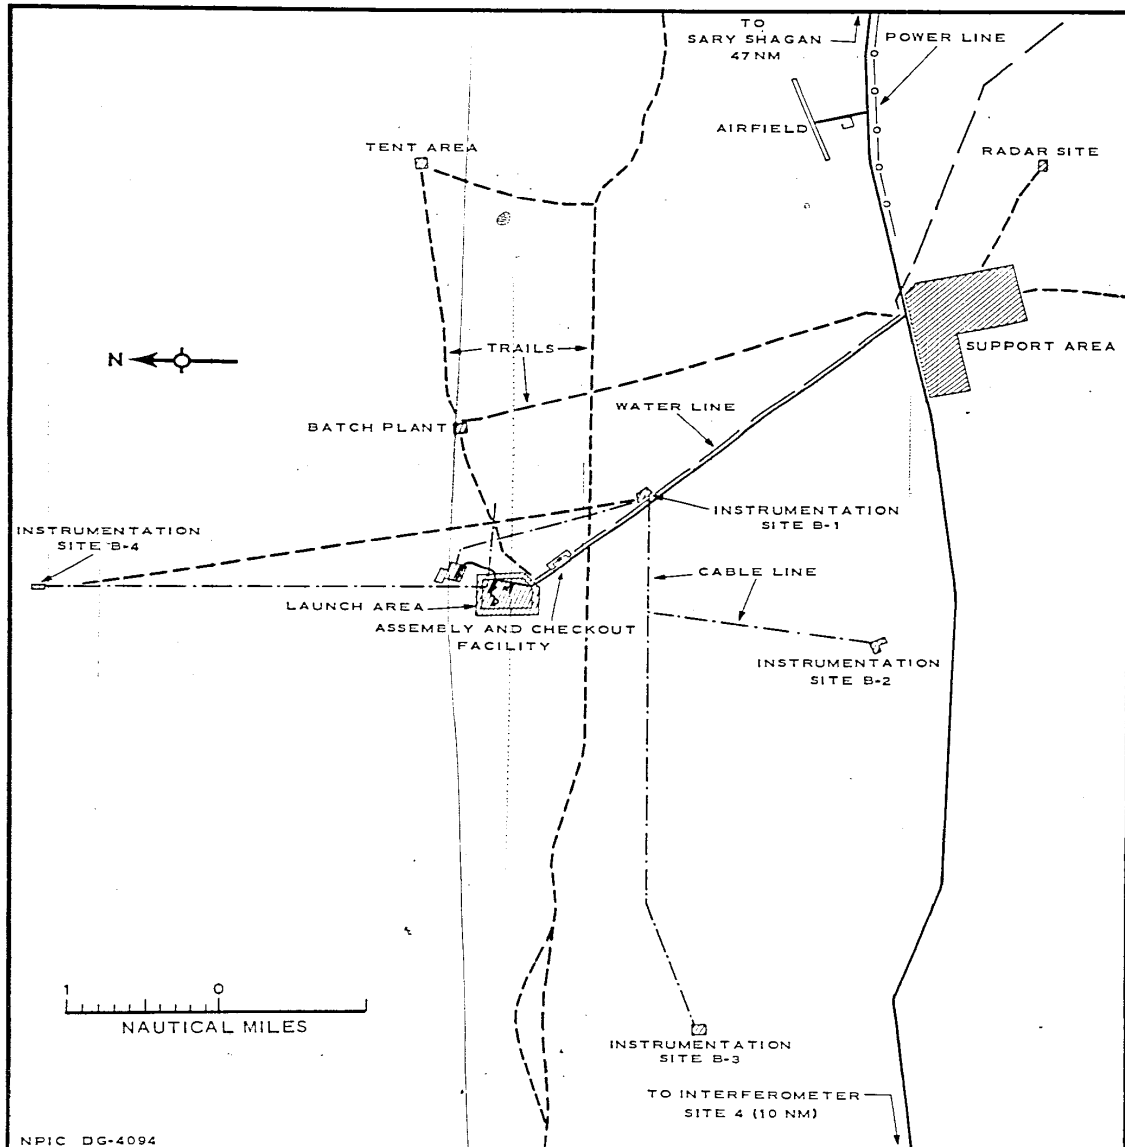 TO
SARY SHAGAN
47 NM
POWER LINE
AIRFIELD
TENT AREA
RADAR SITE
N
TRAILS
SUPPORT AREA
WATER LINE
BATCH PLANT
INSTRUMENTATION
SITE B-1
INSTRUMENTATION
SITE B-4
CABLE LINE
LAUNCH AREA
ASSEMBLY AND CHECKOUT
FACILITY
INSTRUMENTATION
SITE B-2
1 0
NAUTICAL MILES
INSTRUMENTATION
SITE B-3
TO INTERFEROMETER
SITE 4 (10 NM)
NPIC DG-4094